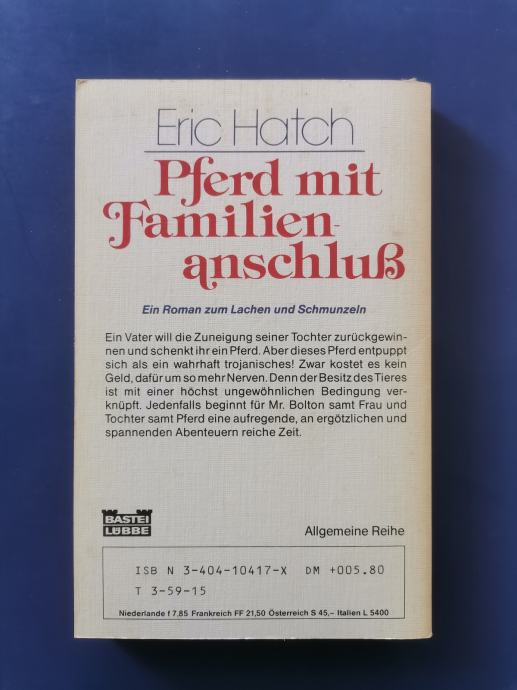 Eric Hatch
Pferd mit
Familien-
anschluß
Ein Roman zum Lachen und Schmunzeln
Ein Vater will die Zuneigung seiner Tochter zurückgewin-
nen und schenkt ihr ein Pferd. Aber dieses Pferd entpuppt
sich als ein wahrhaft trojanisches! Zwar kostet es kein
Geld, dafür um so mehr Nerven. Denn der Besitz des Tieres
ist mit einer höchst ungewöhnlichen Bedingung ver-
knüpft. Jedenfalls beginnt für Mr. Bolton samt Frau und
Tochter samt Pferd eine aufregende, an ergötzlichen und
spannenden Abenteuern reiche Zeit.
BASTEI
LÜBBE
Allgemeine Reihe
ISB N 3-404-10417-X DM +005.80
T 3-59-15
Niederlande f 7,85 Frankreich FF 21,50 Österreich S 45,– Italien L 5400